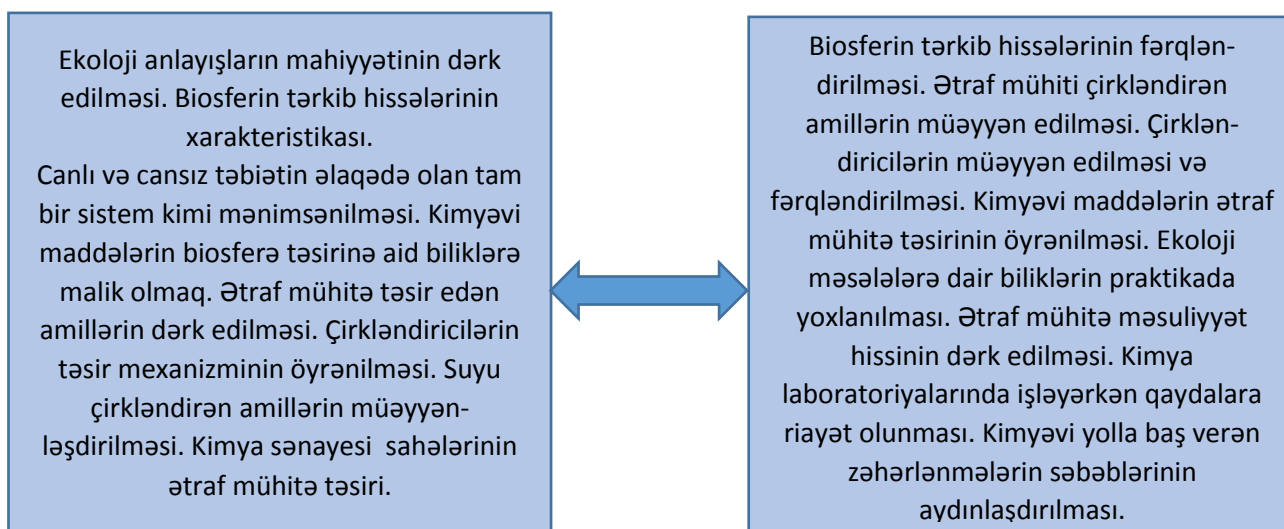 Ekoloji anlayışların mahiyyətinin dərk
edilməsi. Biosferin tərkib hissələrinin
xarakteristikası.
Canlı və cansız təbiətin əlaqədə olan tam
bir sistem kimi mənimsənilməsi. Kimyəvi
maddələrin biosferə təsirinə aid biliklərə
malik olmaq. Ətraf mühitə təsir edən
amillərin dərk edilməsi. Çirkləndiricilərin
təsir mexanizminin öyrənilməsi. Suyu
çirkləndirən amillərin müəyyən-
ləşdirilməsi. Kimya sənayesi sahələrinin
ətraf mühitə təsiri.
Biosferin tərkib hissələrinin fərqlən-
dirilməsi. Ətraf mühiti çirkləndirən
amillərin müəyyən edilməsi. Çirklən-
diricilərin müəyyən edilməsi və
fərqləndirilməsi. Kimyəvi maddələrin ətraf
mühitə təsirinin öyrənilməsi. Ekoloji
məsələlərə dair biliklərin praktikada
yoxlanılması. Ətraf mühitə məsuliyyət
hissinin dərk edilməsi. Kimya
laboratoriyalarında işləyərkən qaydalara
riayət olunması. Kimyəvi yolla baş verən
zəhərlənmələrin səbəblərinin
aydınlaşdırılması.